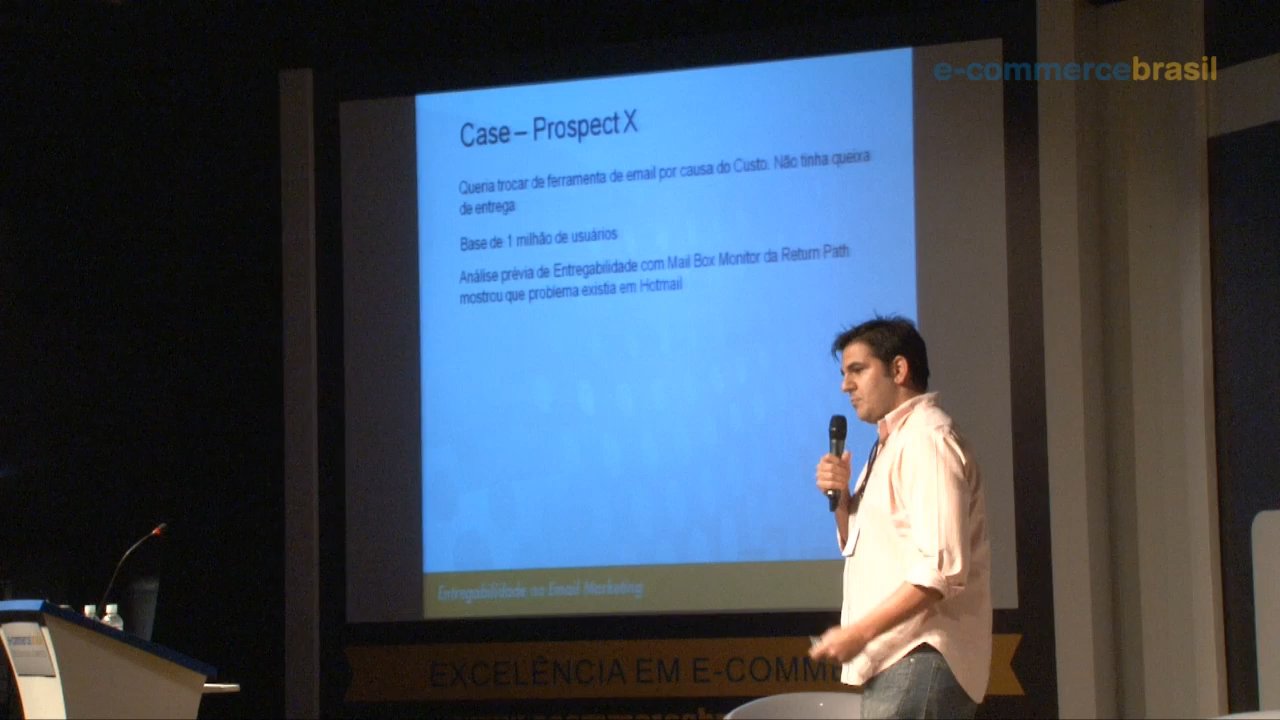 e-commercebrasil
Case – Prospect X
Queria trocar de ferramenta de email por causa do Custo. Não tinha queixa
de entrega
Base de 1 milhão de usuários
Análise prévia de Entregabilidade com Mail Box Monitor da Return Path
mostrou que problema existia em Hotmail
Entregabilidade no Email Marketing
EXCELÊNCIA EM E-COMME